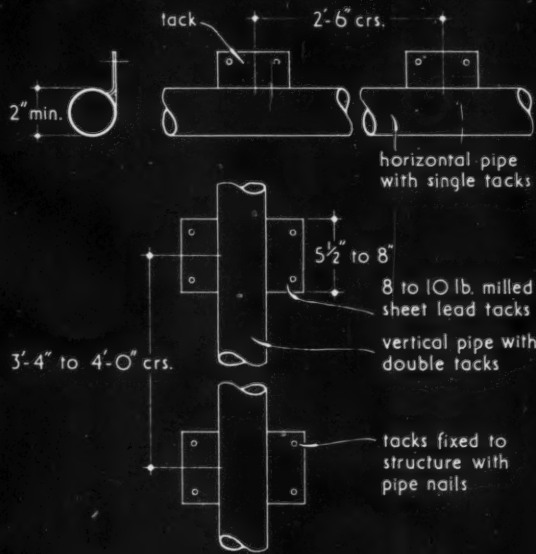 tack
2'-6" crs.
2" min.
horizontal pipe
with single tacks
5½" to 8"
8 to 10 lb. milled
sheet lead tacks
vertical pipe with
double tacks
3'-4" to 4'-0" crs.
tacks fixed to
structure with
pipe nails